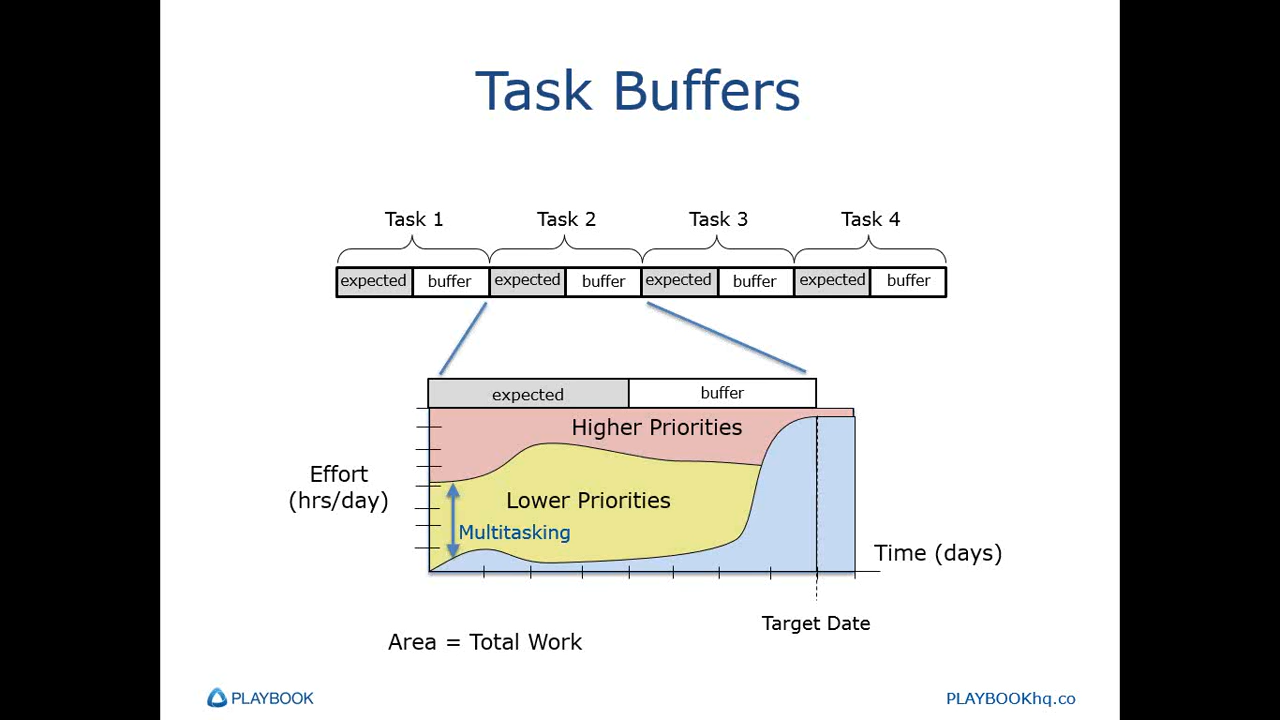 Task Buffers
Task 1 Task 2 Task 3 Task 4
expected buffer expected buffer expected buffer expected buffer
expected buffer
Higher Priorities
Effort
(hrs/day)
Lower Priorities
Multitasking
Time (days)
Target Date
Area = Total Work
PLAYBOOK
PLAYBOOKhq.co